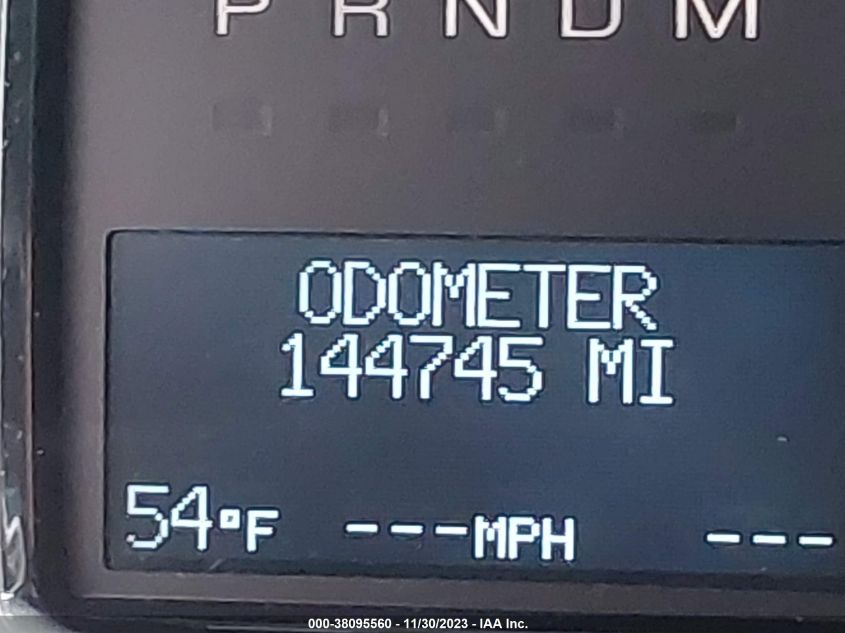 P R N D M
ODOMETER
144745 MI
54°F ---MPH ---
000-38095560 - 11/30/2023 - IAA Inc.